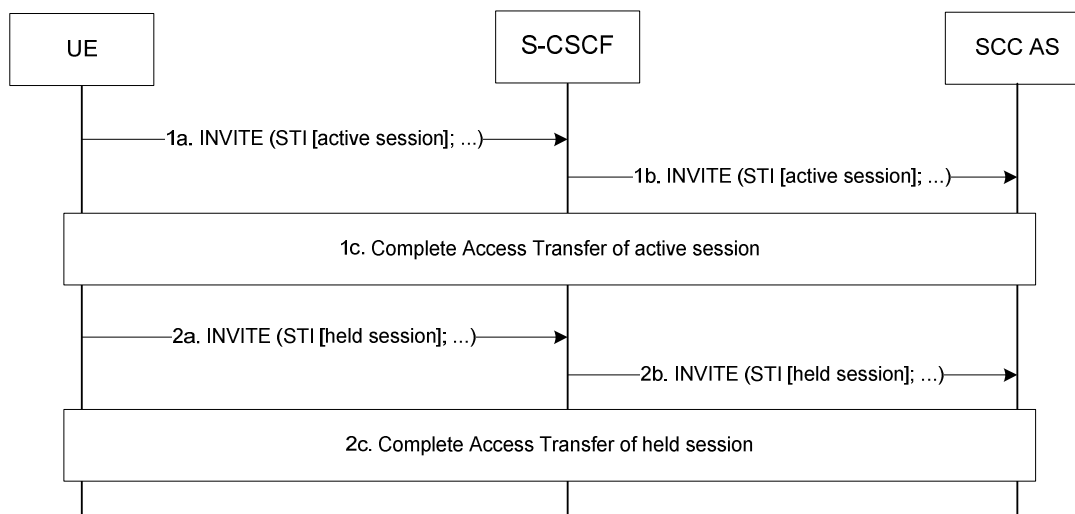 UE
S-CSCF
SCC AS
1a. INVITE (STI [active session]; ...)
1b. INVITE (STI [active session]; ...)
1c. Complete Access Transfer of active session
2a. INVITE (STI [held session]; ...)
2b. INVITE (STI [held session]; ...)
2c. Complete Access Transfer of held session